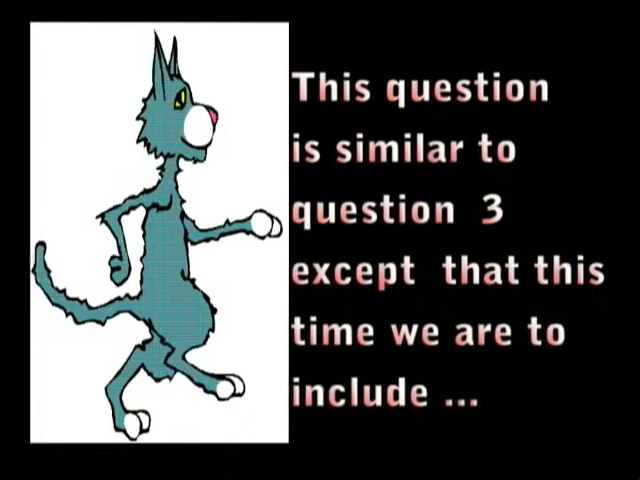 This question
is similar to
question 3
except that this
time we are to
include ...